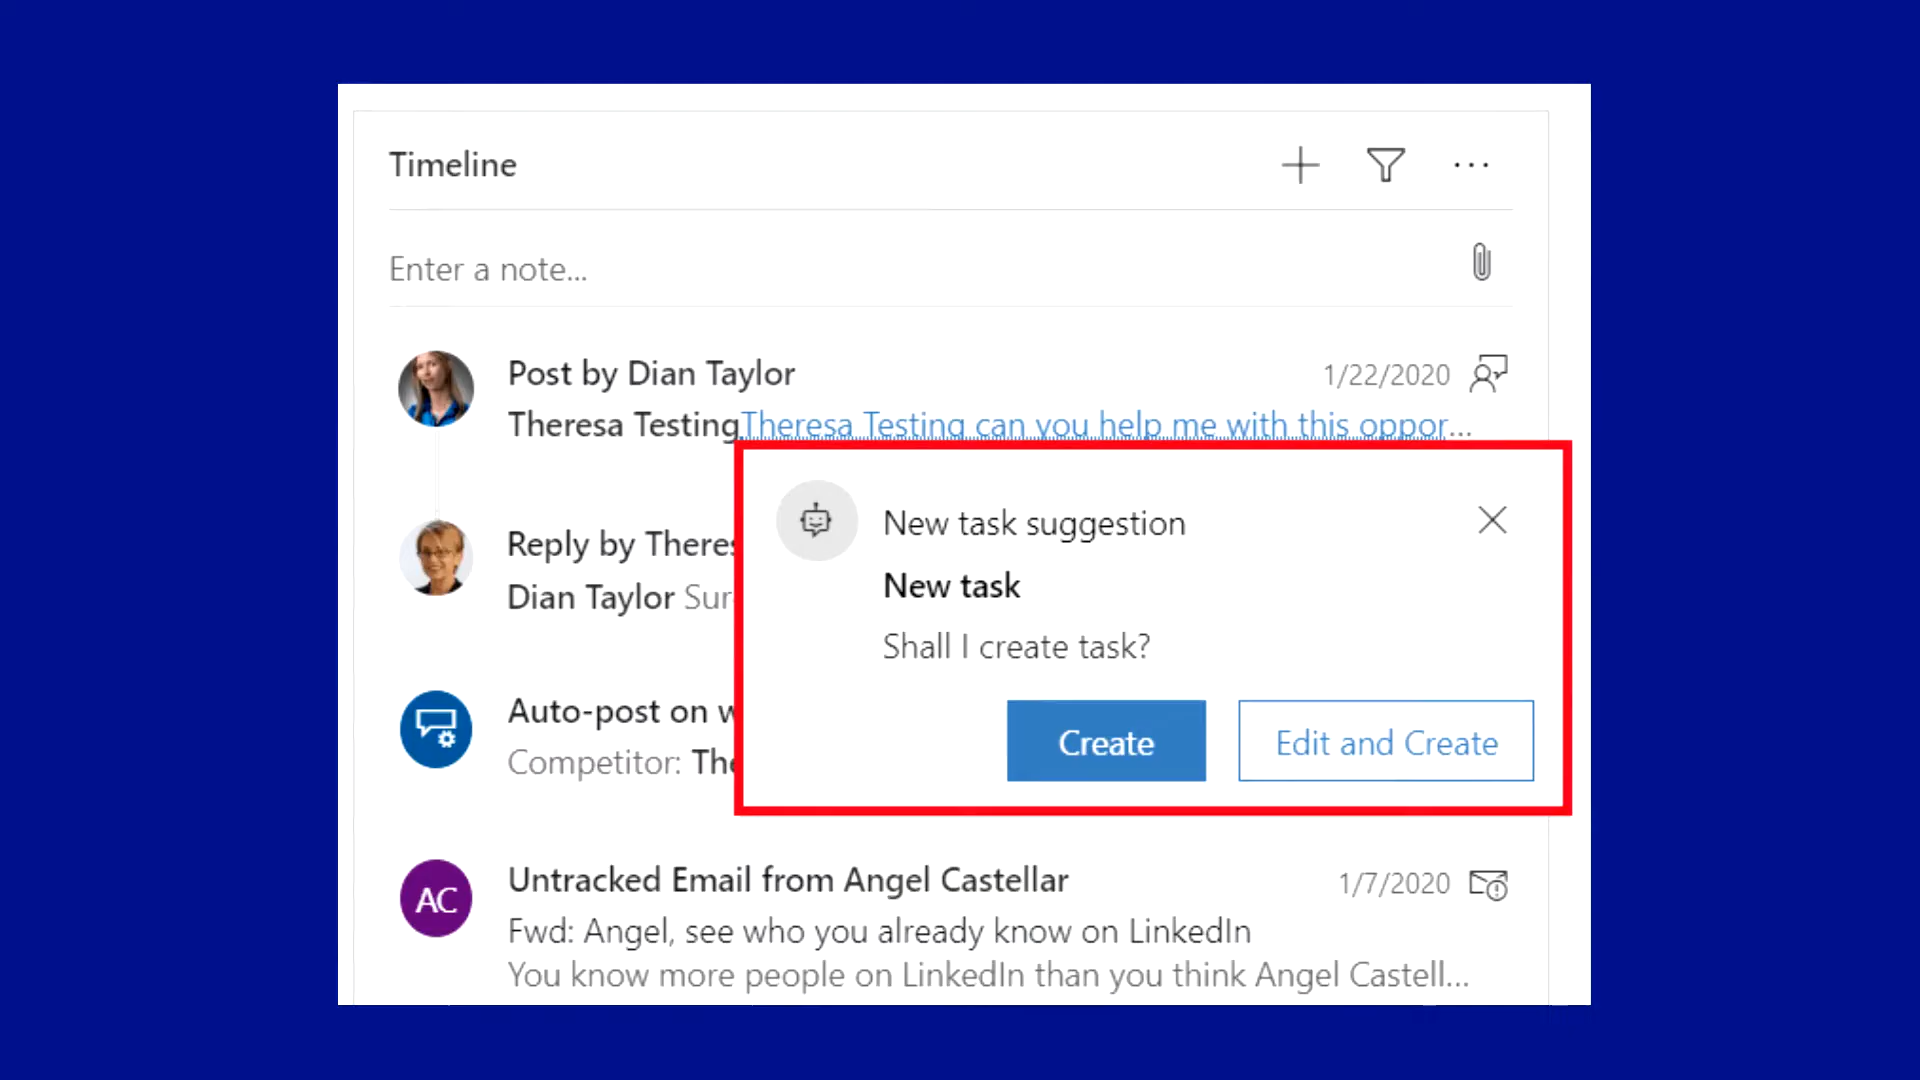 Timeline
Enter a note...
Post by Dian Taylor 1/22/2020
Theresa Testing Theresa Testing can you help me with this oppor...
New task suggestion
Reply by
New task
Dian Taylor
Shall I create task?
Auto-post on
Create Edit and Create
Competitor:
Untracked Email from Angel Castellar 1/7/2020
AC
Fwd: Angel, see who you already know on LinkedIn
You know more people on LinkedIn than you think Angel Castell...